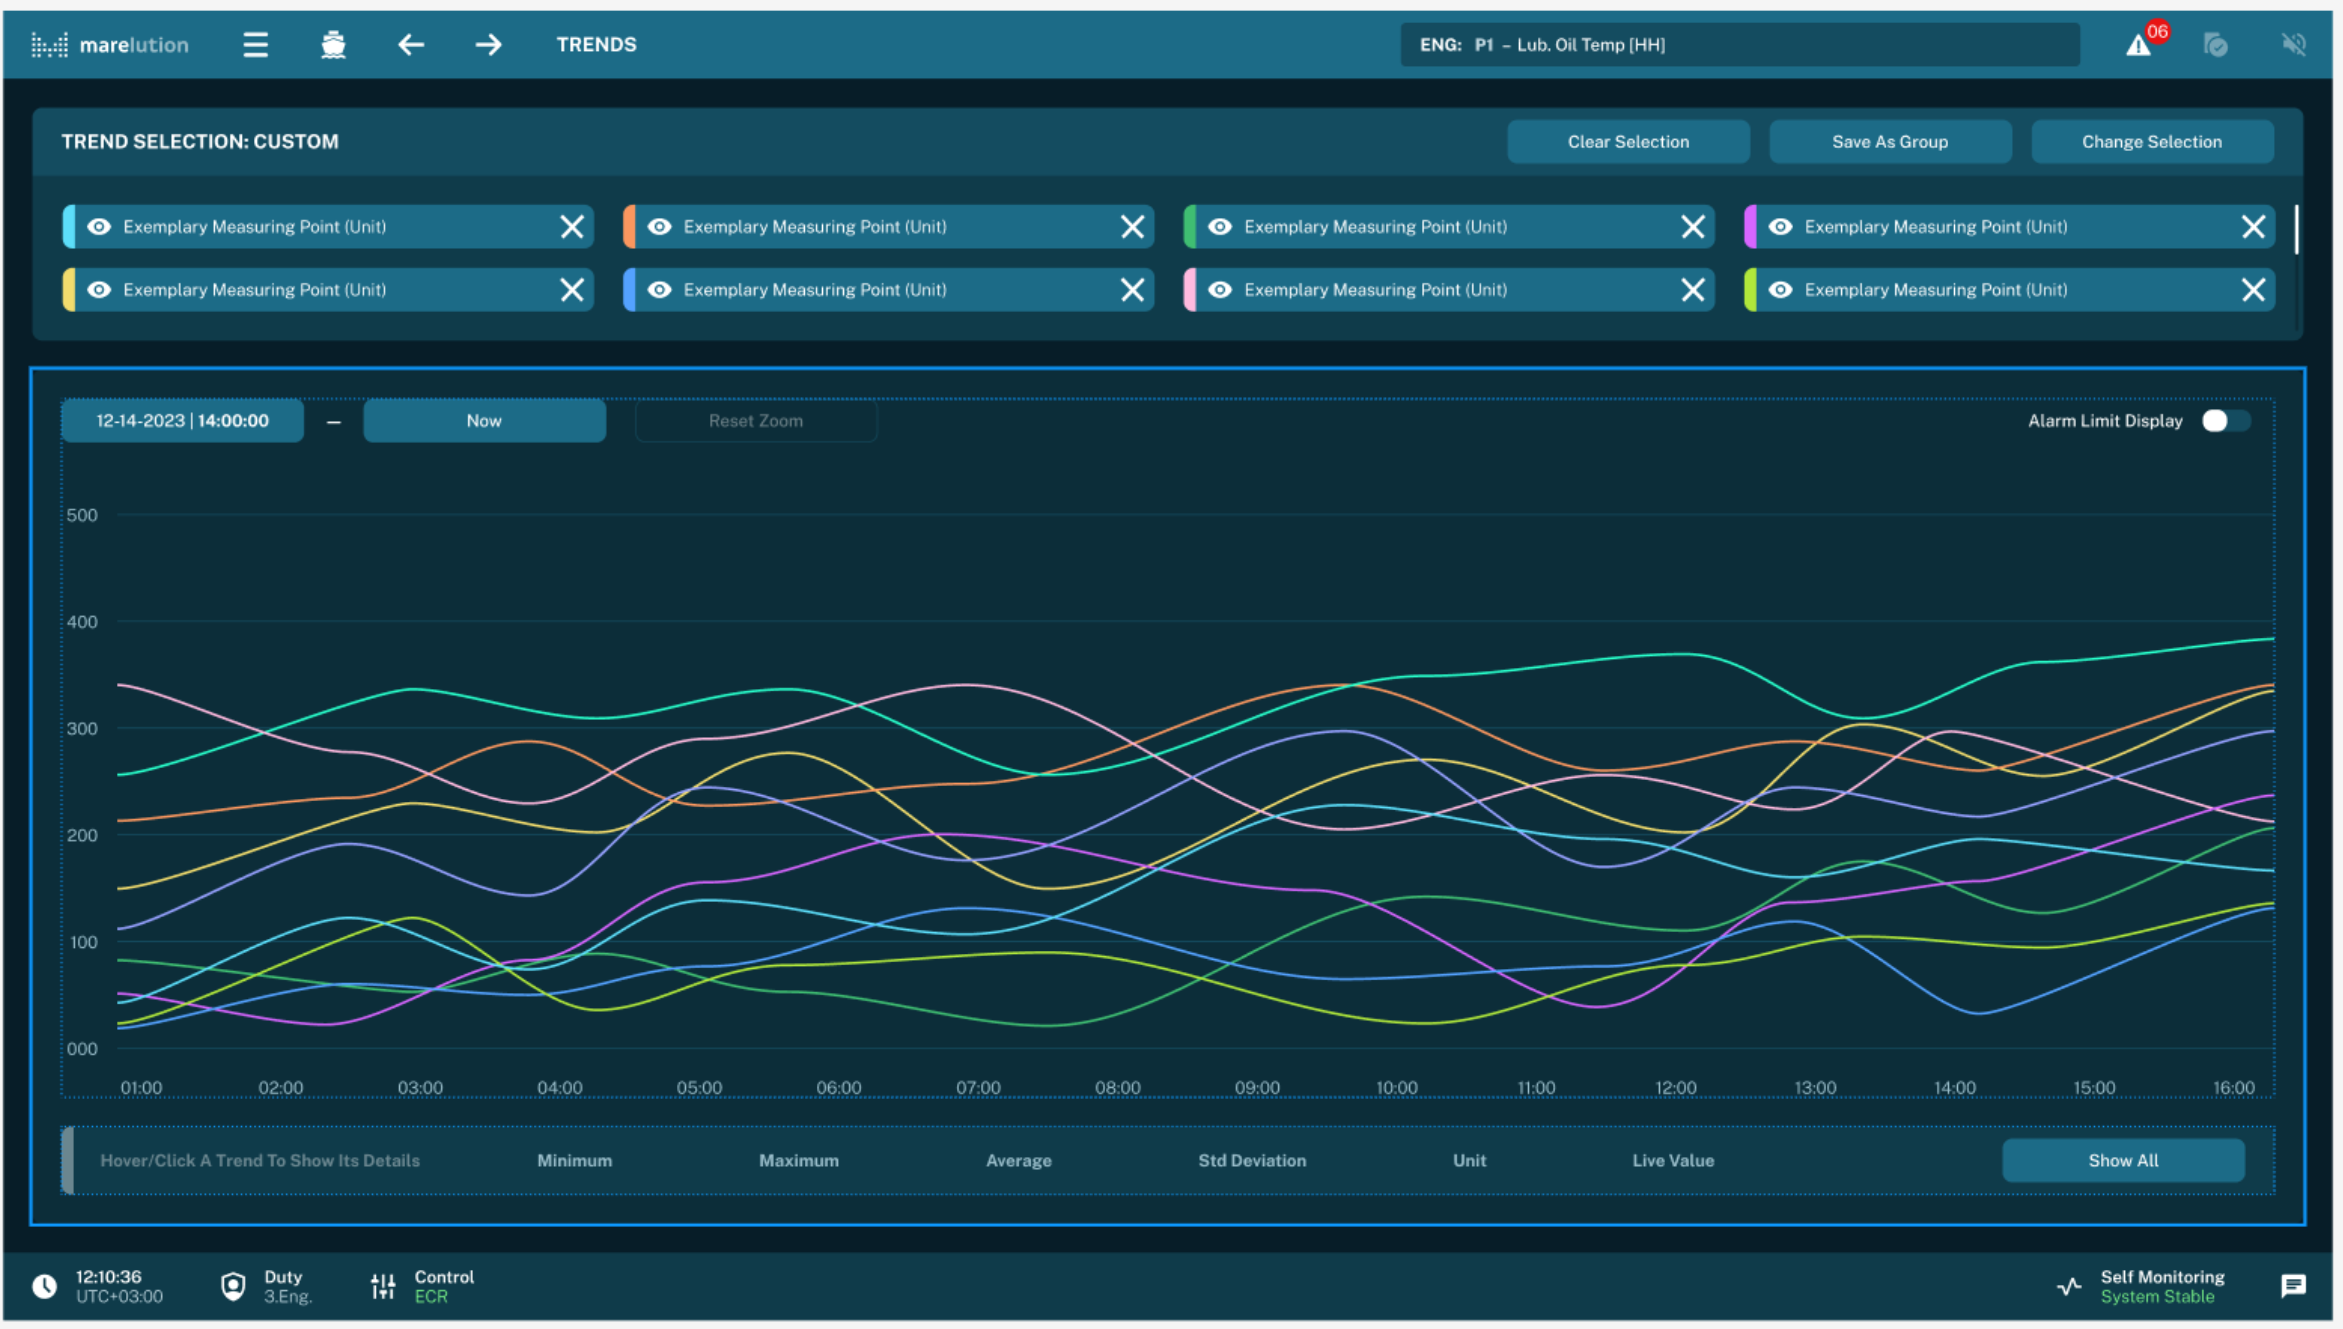 marelution
TRENDS
ENG: P1 – Lub. Oil Temp [HH]
06
TREND SELECTION: CUSTOM
Clear Selection
Save As Group
Change Selection
Exemplary Measuring Point (Unit)
Exemplary Measuring Point (Unit)
Exemplary Measuring Point (Unit)
Exemplary Measuring Point (Unit)
Exemplary Measuring Point (Unit)
Exemplary Measuring Point (Unit)
Exemplary Measuring Point (Unit)
Exemplary Measuring Point (Unit)
12-14-2023 | 14:00:00
–
Now
Reset Zoom
Alarm Limit Display
500
400
300
200
100
000
01:00 02:00 03:00 04:00 05:00 06:00 07:00 08:00 09:00 10:00 11:00 12:00 13:00 14:00 15:00 16:00
Hover/Click A Trend To Show Its Details
Minimum
Maximum
Average
Std Deviation
Unit
Live Value
Show All
12:10:36
UTC+03:00
Duty
3.Eng.
Control
ECR
Self Monitoring
System Stable